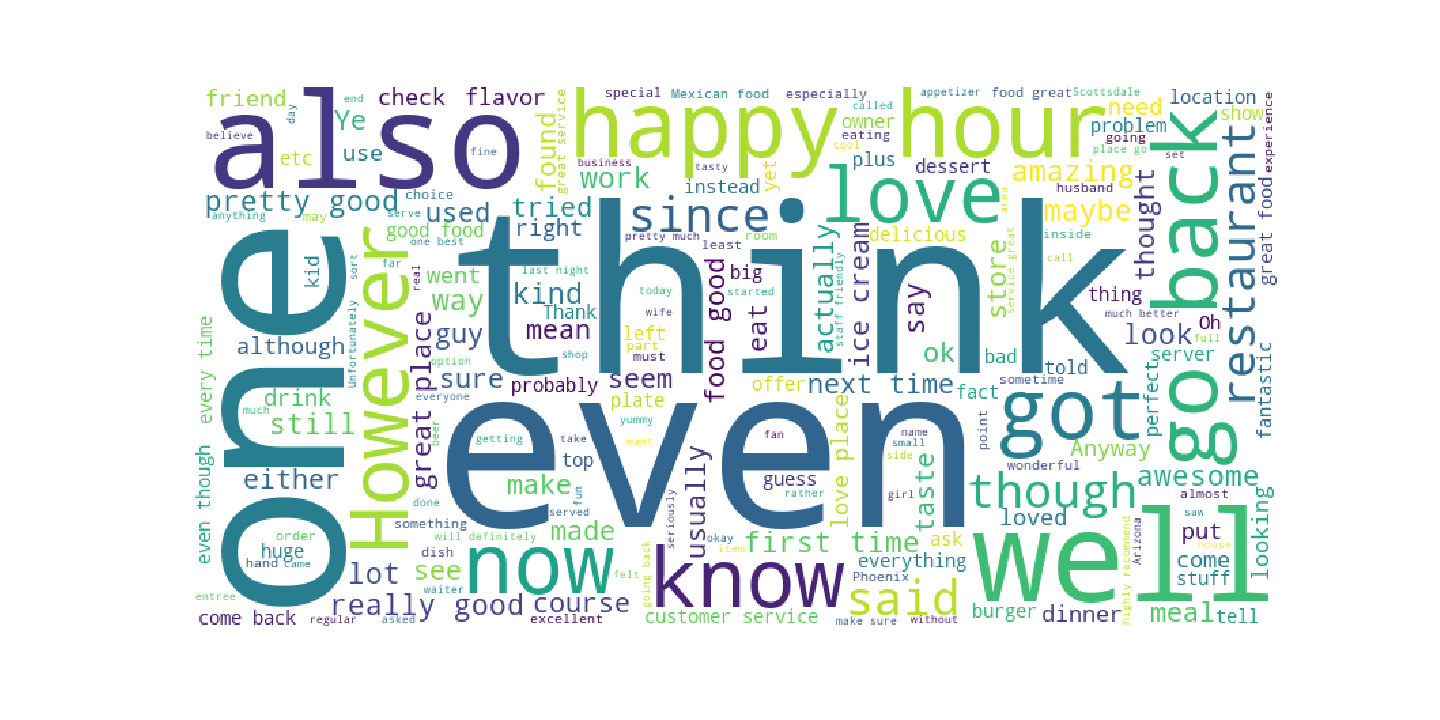 friend
day
end
check flavor
special
Mexican food
especially
appetizer
food great
Scottsdale
location
believe
also
Ye
great service
happy hour
called
owner
eating
cool
need
problem
going
place go
show
experience
etc
use
fine
found
business
work
tasty
yet
instead
plus
dessert
amazing
husband
set
go back
restaurant
great food
pretty good
choice
anything
may
serve
used
tried
right
good food
one best
since
love
area
maybe
thought
delicious
inside
one
kid
sort
far
real
However
went
way
think
last night
kind
Thank
pretty much
least
room
big
today
started
wife
actually
staff friendly
ice cream
say
store
service great
call
thing
much better
Oh
full
look
server
every time
although
Unfortunately
great place
guy
mean
shop
left
part
must
food good
eat
ok
bad
told
sometime
perfect
fantastic
drink
much
still
option
sure
everyone
beer
probably
seem
plate
offer
next time
fact
point
got
yummy
want
even
getting
take
top
fan
name
small
side
girl
love place
taste
wonderful
Anyway
awesome
almost
even though
either
done
make
fun
served
usually
seriously
guess
rather
though
loved
saw
looking
order
huge
hand
came
something
will definitely
made
okay
item
first time
ask
everything
well
highly recommend
Arizona
put
house
come
stuff
lot
see
dish
waiter
now
felt
going back
know
Phoenix
said
entree
come back
regular
really good
asked
course
excellent
customer service
make sure
without
burger
dinner
meal
tell